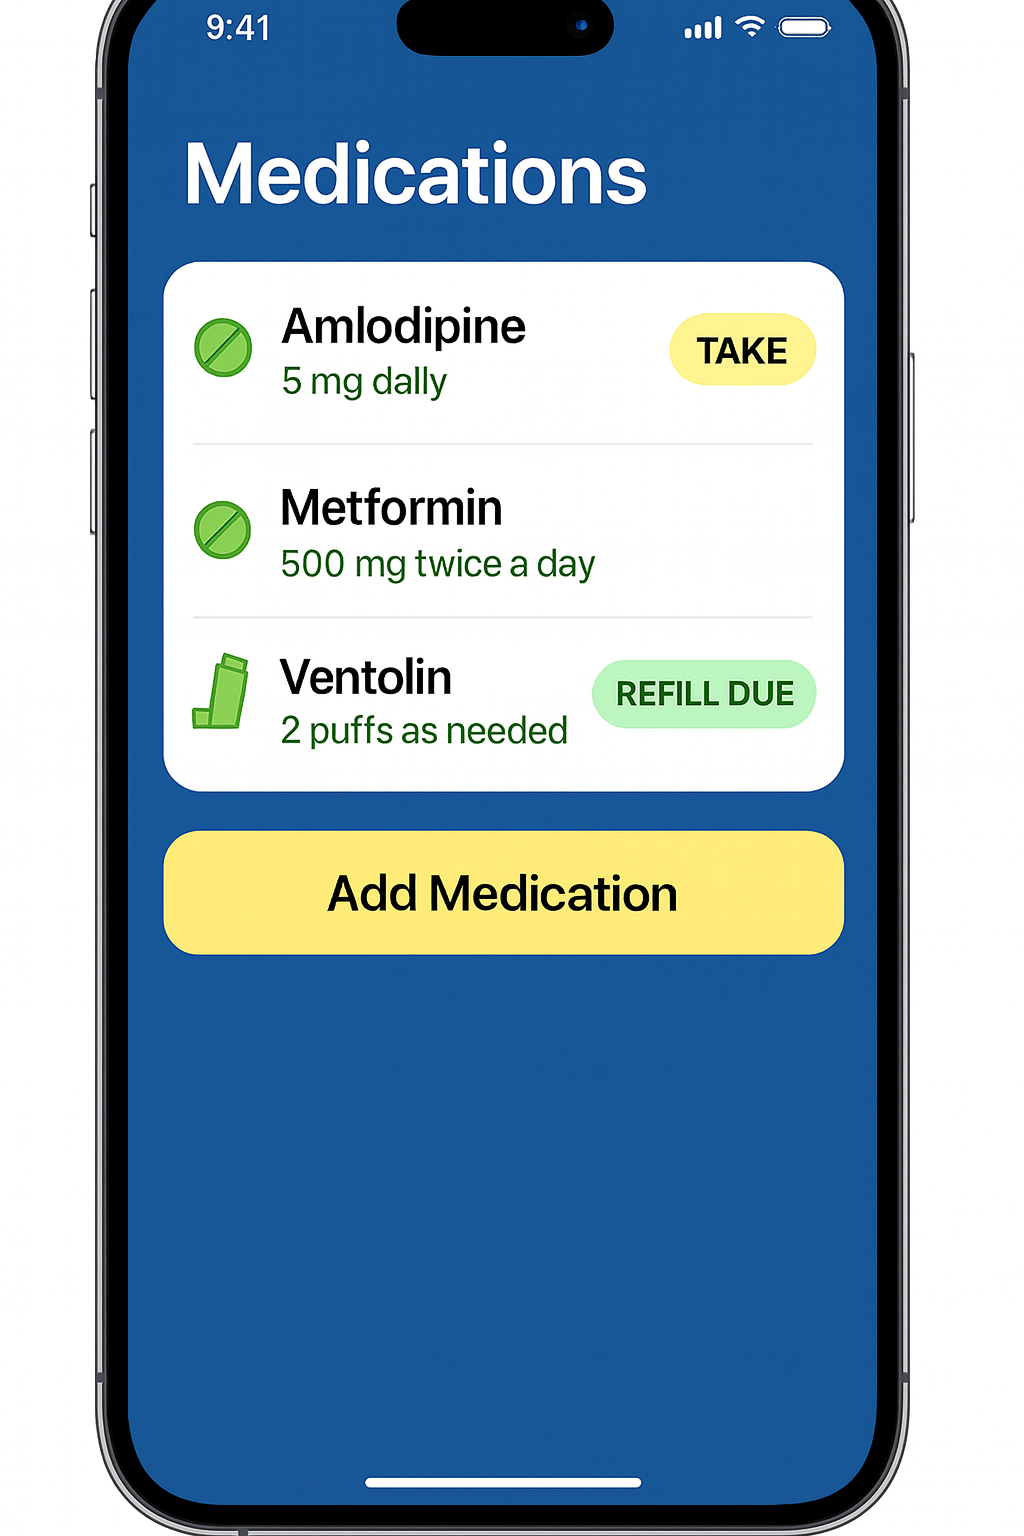 9:41
Medications
Amlodipine
TAKE
5 mg dally
Metformin
500 mg twice a day
Ventolin
REFILL DUE
2 puffs as needed
Add Medication